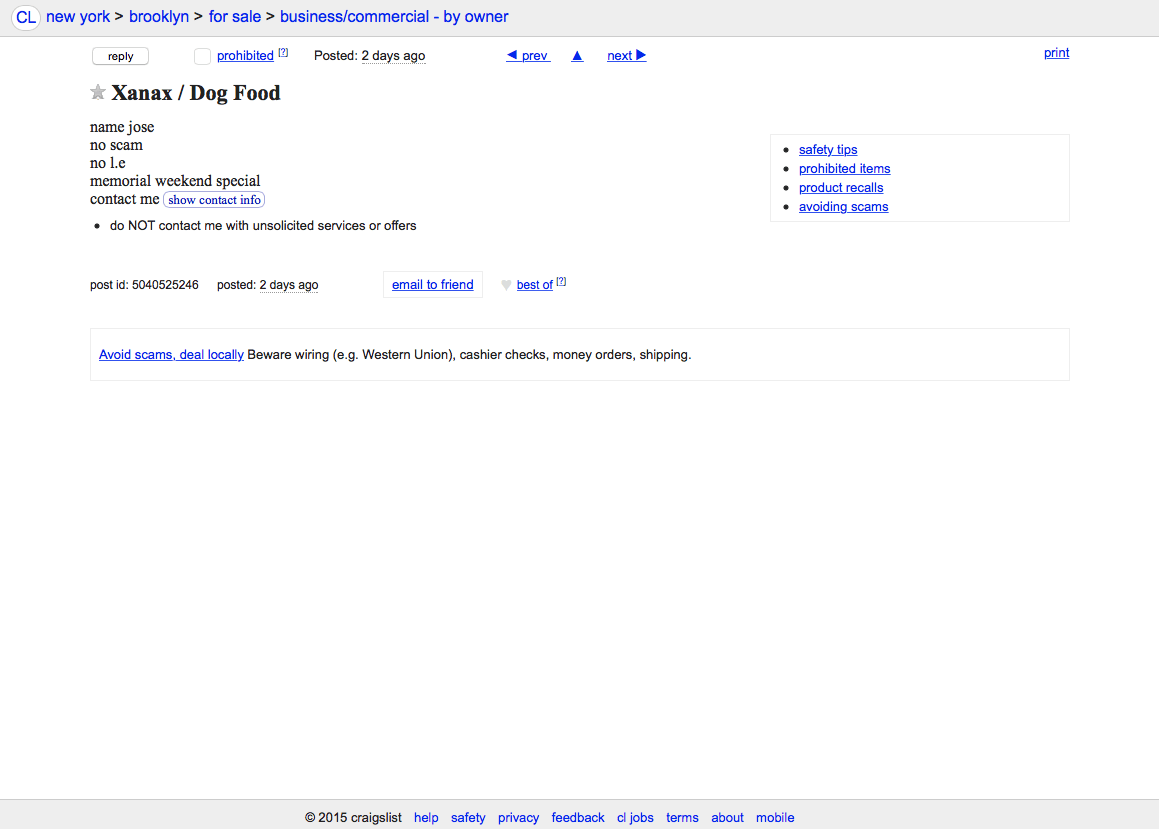 CL new york > brooklyn > for sale > business/commercial - by owner
reply prohibited [?] Posted: 2 days ago ◀ prev ▲ next ▶ print
Xanax / Dog Food
name jose
no scam
no l.e
memorial weekend special
contact me show contact info
do NOT contact me with unsolicited services or offers
safety tips
prohibited items
product recalls
avoiding scams
post id: 5040525246 posted: 2 days ago email to friend ♥ best of [?]
Avoid scams, deal locally Beware wiring (e.g. Western Union), cashier checks, money orders, shipping.
© 2015 craigslist help safety privacy feedback cl jobs terms about mobile